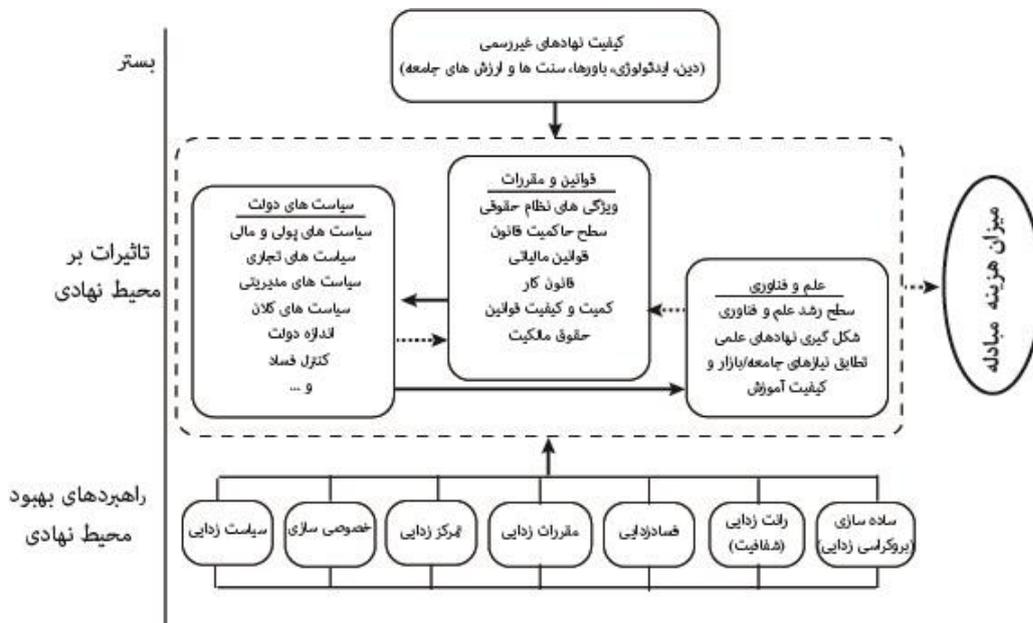 بستر
کیفیت نهادهای غیررسمی
(دین، ایدئولوژی، باورها، سنت ها و ارزش های جامعه)
تاثیرات بر
محیط نهادی
قوانین و مقررات
ویژگی های نظام حقوقی
سطح حاکمیت قانون
قوانین مالیاتی
قانون کار
کمیت و کیفیت قوانین
حقوق مالکیت
سیاست های دولت
سیاست های پولی و مالی
سیاست های تجاری
سیاست های مدیریتی
سیاست های کلان
اندازه دولت
کنترل فساد
و ...
علم و فناوری
سطح رشد علم و فناوری
شکل گیری نهادهای علمی
تطابق نیازهای جامعه/بازار و
کیفیت آموزش
میزان هزینه مبادله
راهبردهای بهبود
محیط نهادی
ساده سازی
(بروکراسی زدایی)
رانت زدایی
(شفافیت)
فسادزدایی
مقررات زدایی
تمرکز زدایی
خصوصی سازی
سیاست زدایی